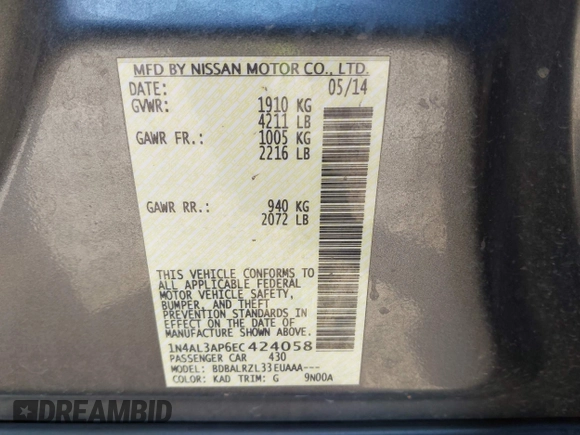 MFD BY NISSAN MOTOR CO., LTD.
DATE: 05/14
GVWR: 1910 KG
4211 LB
GAWR FR.: 1005 KG
2216 LB
GAWR RR.: 940 KG
2072 LB
THIS VEHICLE CONFORMS TO
ALL APPLICABLE FEDERAL
MOTOR VEHICLE SAFETY,
BUMPER, AND THEFT
PREVENTION STANDARDS IN
EFFECT ON THE DATE OF
MANUFACTURE SHOWN ABOVE.
1N4AL3AP6EC424058
PASSENGER CAR 430
MODEL: BDBALRZL33EUAAA---
COLOR: KAD TRIM: G 9N00A
DREAMBID